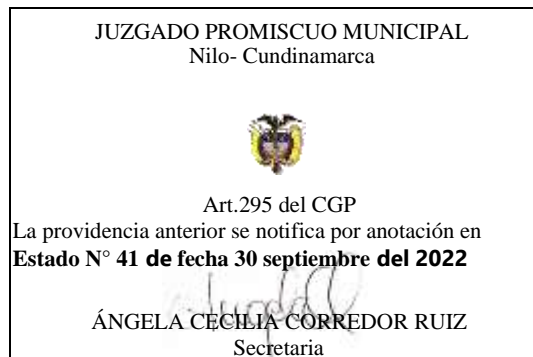 JUZGADO PROMISCUO MUNICIPAL
Nilo- Cundinamarca
Art.295 del CGP
La providencia anterior se notifica por anotación en
Estado N° 41 de fecha 30 septiembre del 2022
ÁNGELA CECILIA CORREDOR RUIZ
Secretaria